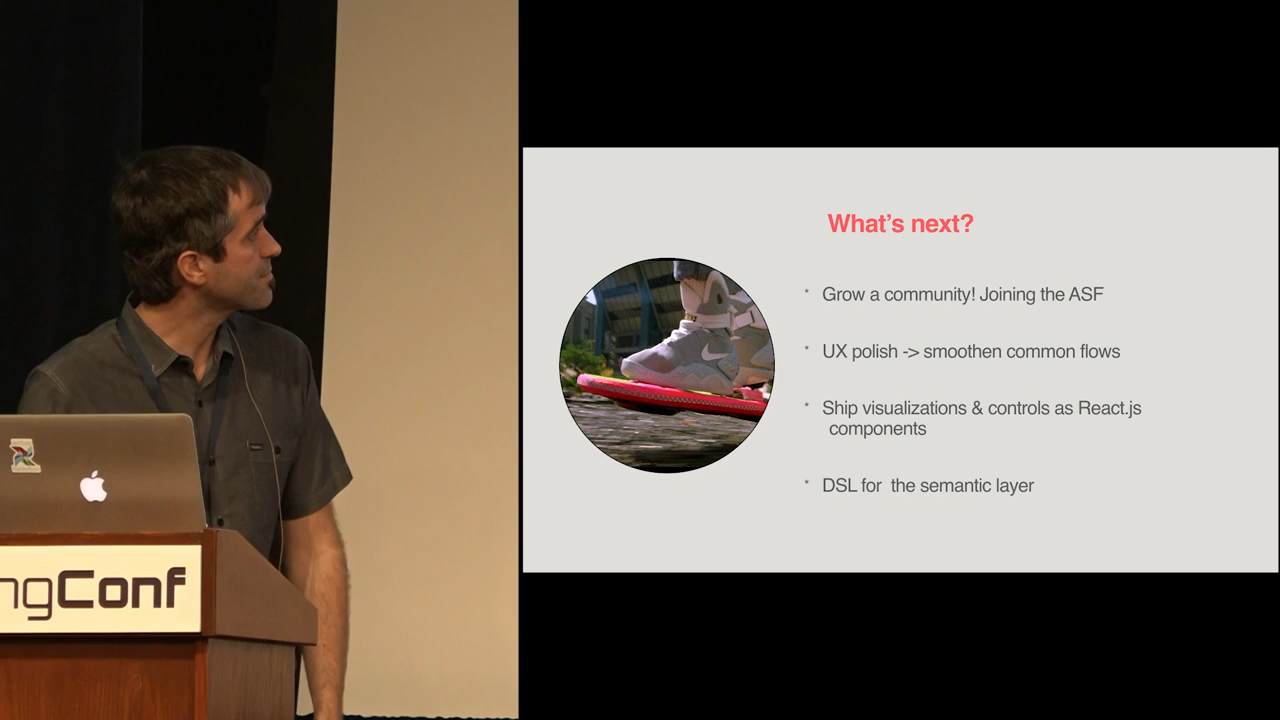 ngConf
What's next?
* Grow a community! Joining the ASF
* UX polish -> smoothen common flows
* Ship visualizations & controls as React.js
components
* DSL for the semantic layer